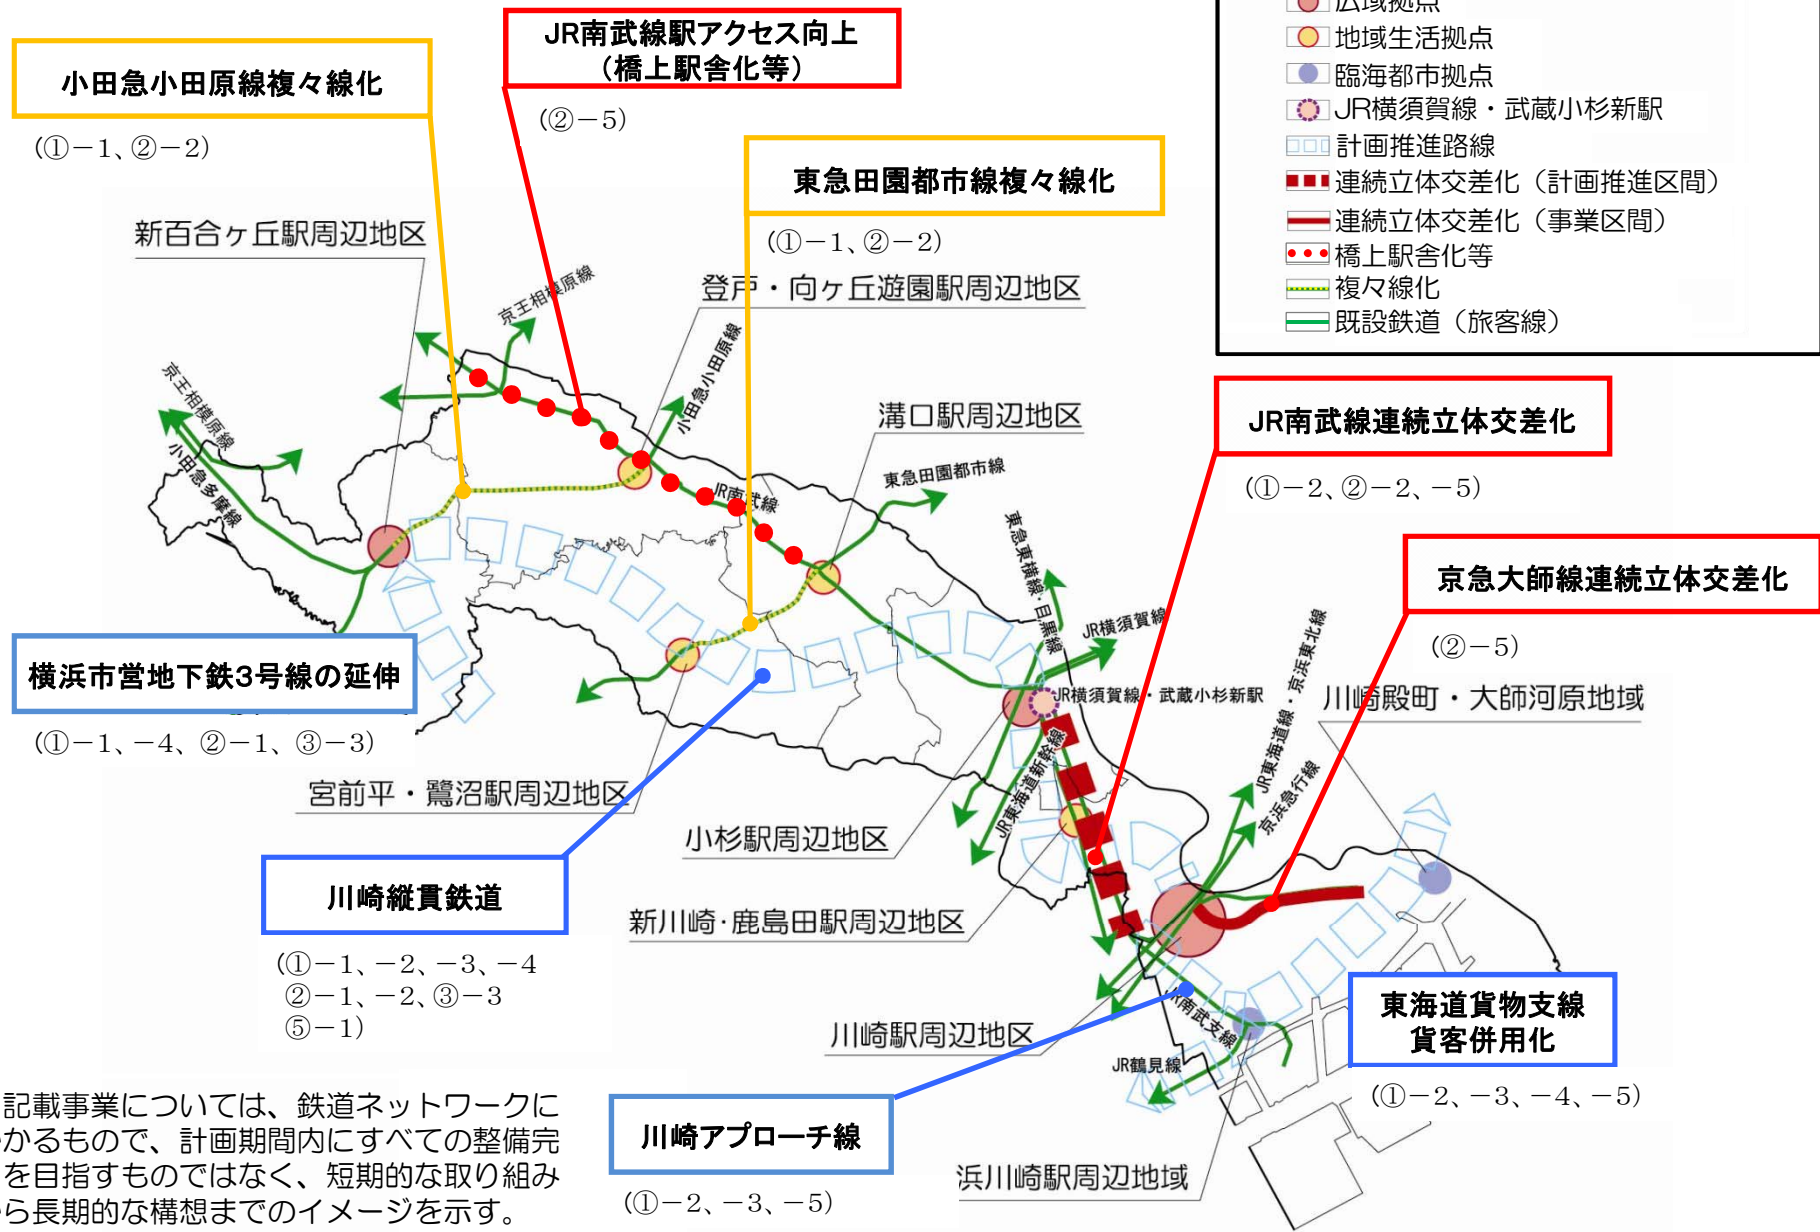 広域拠点
地域生活拠点
臨海都市拠点
JR横須賀線・武蔵小杉新駅
計画推進路線
連続立体交差化（計画推進区間）
連続立体交差化（事業区間）
橋上駅舎化等
複々線化
既設鉄道（旅客線）
JR南武線駅アクセス向上
（橋上駅舎化等）
（②－5）
小田急小田原線複々線化
（①－1、②－2）
東急田園都市線複々線化
（①－1、②－2）
新百合ヶ丘駅周辺地区
登戸・向ヶ丘遊園駅周辺地区
京王相模原線
小田急小田原線
京王相模原線
小田急多摩線
溝口駅周辺地区
東急田園都市線
JR南武線
JR南武線連続立体交差化
（①－2、②－2、－5）
東急東横線・目黒線
JR横須賀線
京急大師線連続立体交差化
（②－5）
横浜市営地下鉄3号線の延伸
（①－1、－4、②－1、③－3）
JR横須賀線・武蔵小杉新駅
川崎殿町・大師河原地域
JR東海道線・京浜東北線
京浜急行線
JR東海道新幹線
宮前平・鷺沼駅周辺地区
小杉駅周辺地区
川崎縦貫鉄道
（①－1、－2、－3、－4
②－1、－2、③－3
⑤－1）
新川崎・鹿島田駅周辺地区
川崎駅周辺地区
JR南武支線
JR鶴見線
東海道貨物支線
貨客併用化
（①－2、－3、－4、－5）
川崎アプローチ線
（①－2、－3、－5）
浜川崎駅周辺地域
記載事業については、鉄道ネットワークに
かるもので、計画期間内にすべての整備完
を目指すものではなく、短期的な取り組み
ら長期的な構想までのイメージを示す。